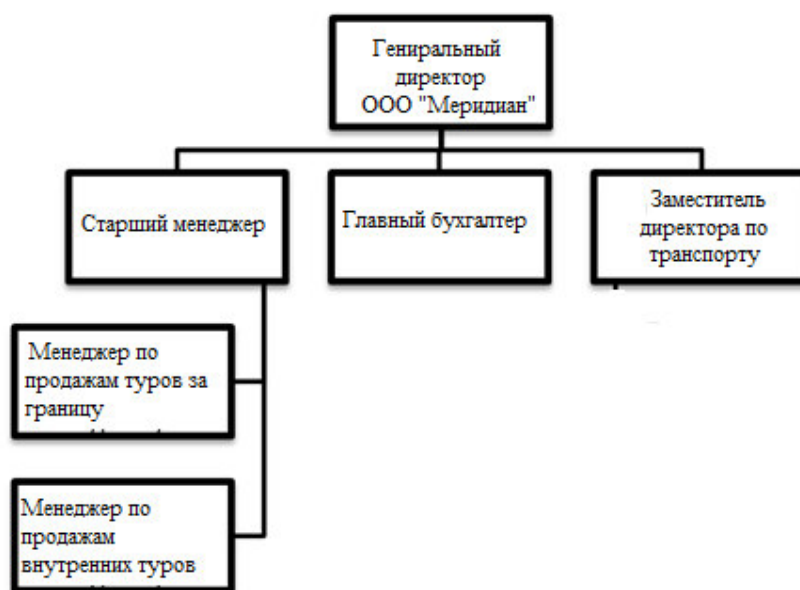 Гениральный
директор
ООО "Меридиан"
Старший менеджер
Главный бухгалтер
Заместитель
директора по
транспорту
Менеджер по
продажам туров за
границу
Менеджер по
продажам
внутренних туров